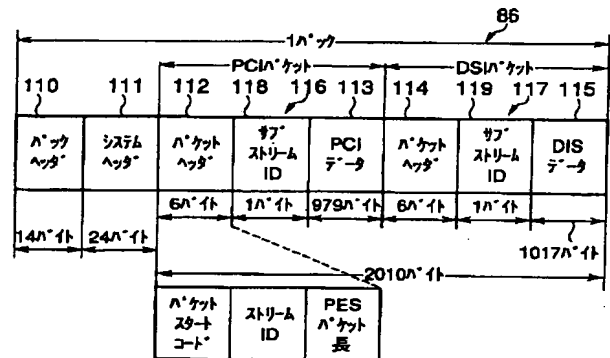 86
1パック
PCIパケット
DSIパケット
110
111
112
118
116
113
114
119
117
115
パック
ヘッダ
システム
ヘッダ
パケット
ヘッダ
サブ
ストリーム
ID
PCI
データ
パケット
ヘッダ
サブ
ストリーム
ID
DIS
データ
6バイト
1バイト
979バイト
6バイト
1バイト
14バイト
24バイト
1017バイト
2010バイト
パケット
スタート
コード
ストリーム
ID
PES
パケット
長